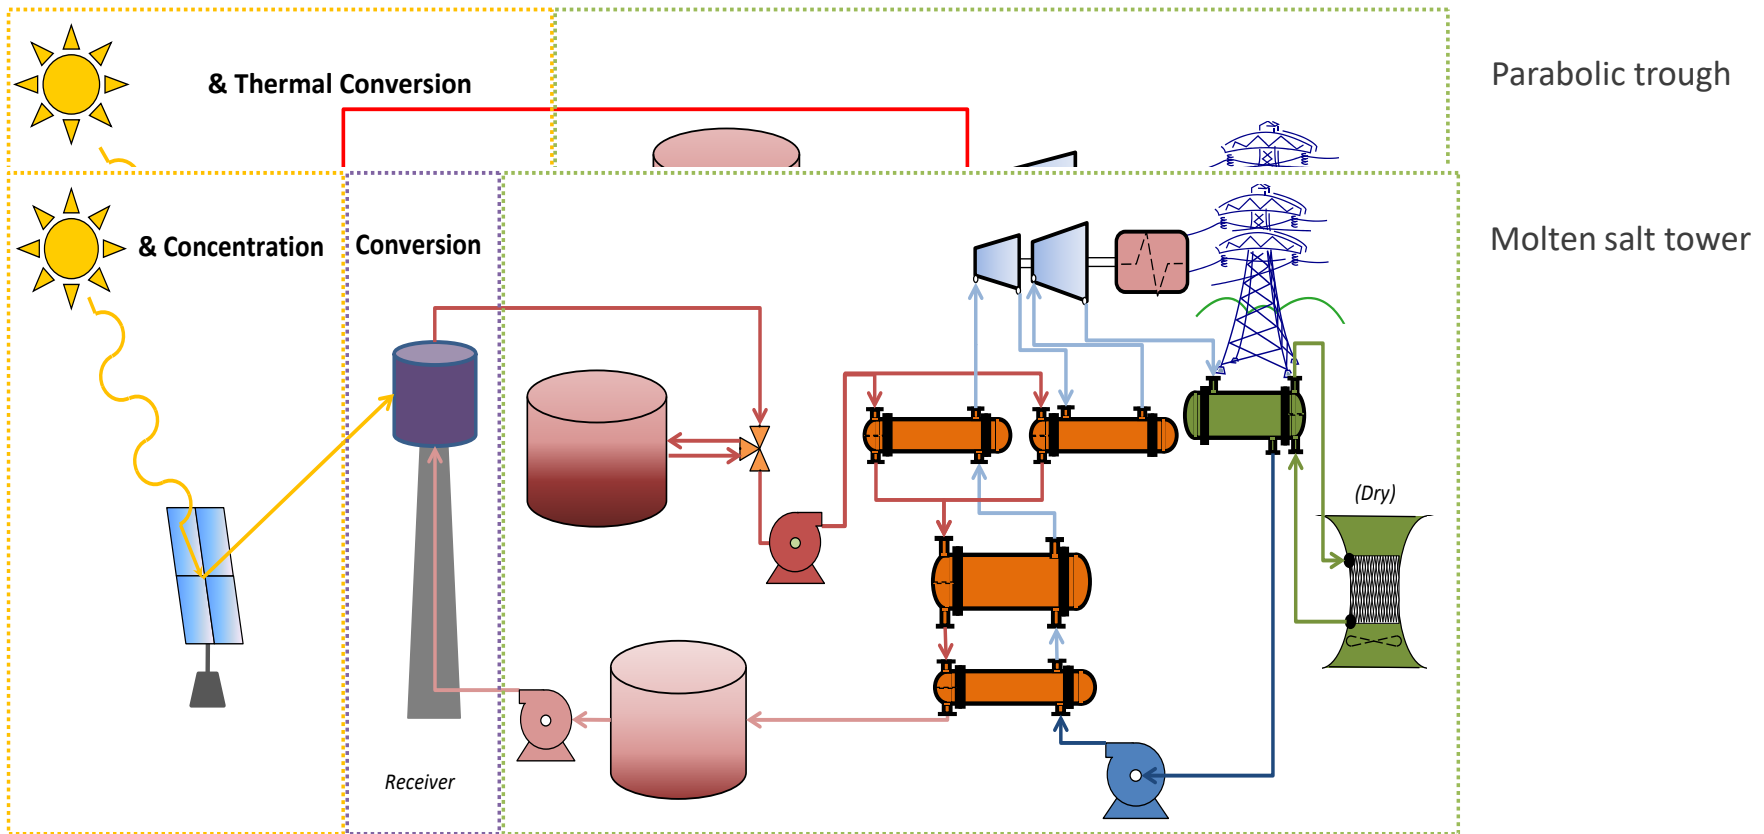 & Thermal Conversion
Parabolic trough
& Concentration
Conversion
Molten salt tower
(Dry)
Receiver